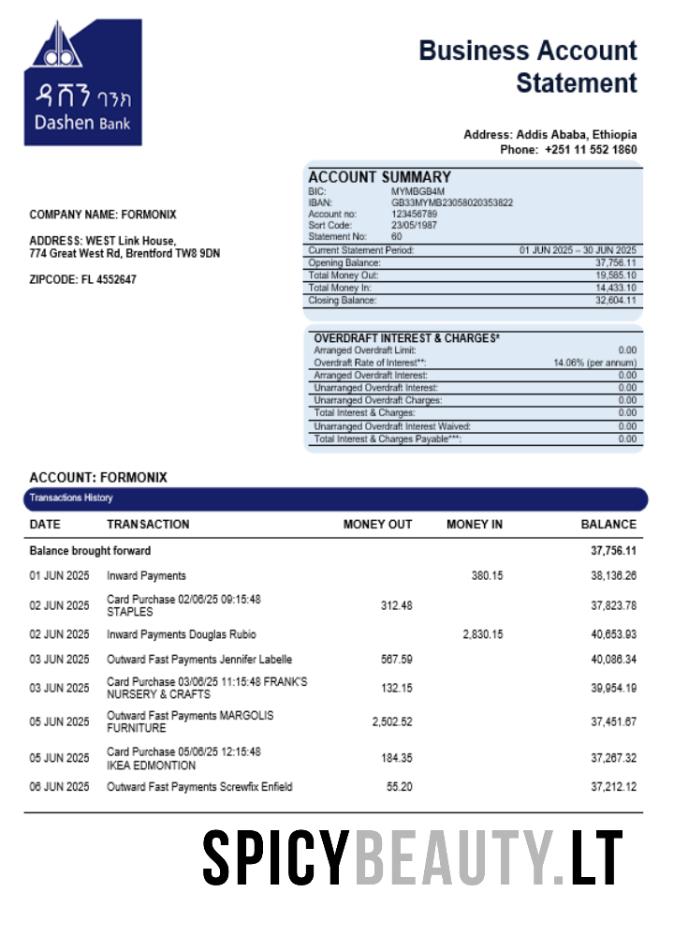 ዳሸን ባንክ
Dashen Bank
Business Account
Statement
Address: Addis Ababa, Ethiopia
Phone: +251 11 552 1860
COMPANY NAME: FORMONIX
ADDRESS: WEST Link House,
774 Great West Rd, Brentford TW8 9DN
ZIPCODE: FL 4552647
ACCOUNT SUMMARY
BIC: MYMBGB4M
IBAN: GB33MYMB23058020353822
Account no: 123456789
Sort Code: 23/05/1987
Statement No: 60
Current Statement Period: 01 JUN 2025 – 30 JUN 2025
Opening Balance: 37,756.11
Total Money Out: 19,585.10
Total Money In: 14,433.10
Closing Balance: 32,604.11
OVERDRAFT INTEREST & CHARGES*
Arranged Overdraft Limit: 0.00
Overdraft Rate of Interest**: 14.06% (per annum)
Arranged Overdraft Interest: 0.00
Unarranged Overdraft Interest: 0.00
Unarranged Overdraft Charges: 0.00
Total Interest & Charges: 0.00
Unarranged Overdraft Interest Waived: 0.00
Total Interest & Charges Payable***: 0.00
ACCOUNT: FORMONIX
Transactions History
DATE TRANSACTION MONEY OUT MONEY IN BALANCE
Balance brought forward 37,756.11
01 JUN 2025 Inward Payments 380.15 38,136.26
02 JUN 2025 Card Purchase 02/06/25 09:15:48
STAPLES 312.48 37,823.78
02 JUN 2025 Inward Payments Douglas Rubio 2,830.15 40,653.93
03 JUN 2025 Outward Fast Payments Jennifer Labelle 567.59 40,086.34
03 JUN 2025 Card Purchase 03/06/25 11:15:48 FRANK'S
NURSERY & CRAFTS 132.15 39,954.19
05 JUN 2025 Outward Fast Payments MARGOLIS
FURNITURE 2,502.52 37,451.67
05 JUN 2025 Card Purchase 05/06/25 12:15:48
IKEA EDMONTION 184.35 37,267.32
06 JUN 2025 Outward Fast Payments Screwfix Enfield 55.20 37,212.12
SPICYBEAUTY.LT